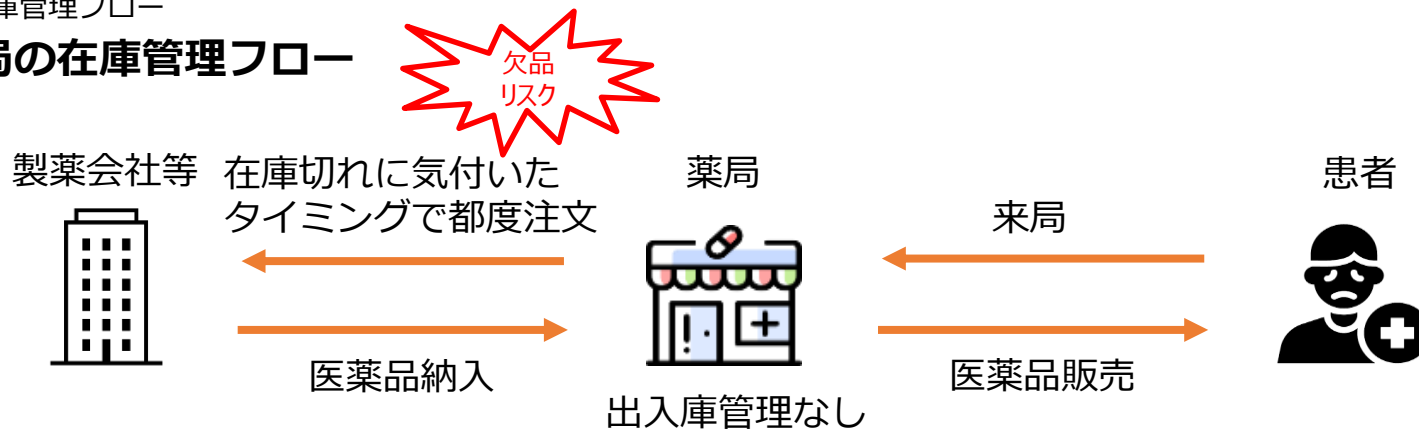 庫管理フロー
局の在庫管理フロー
欠品
リスク
製薬会社等
在庫切れに気付いた
タイミングで都度注文
薬局
患者
来局
医薬品納入
医薬品販売
出入庫管理なし